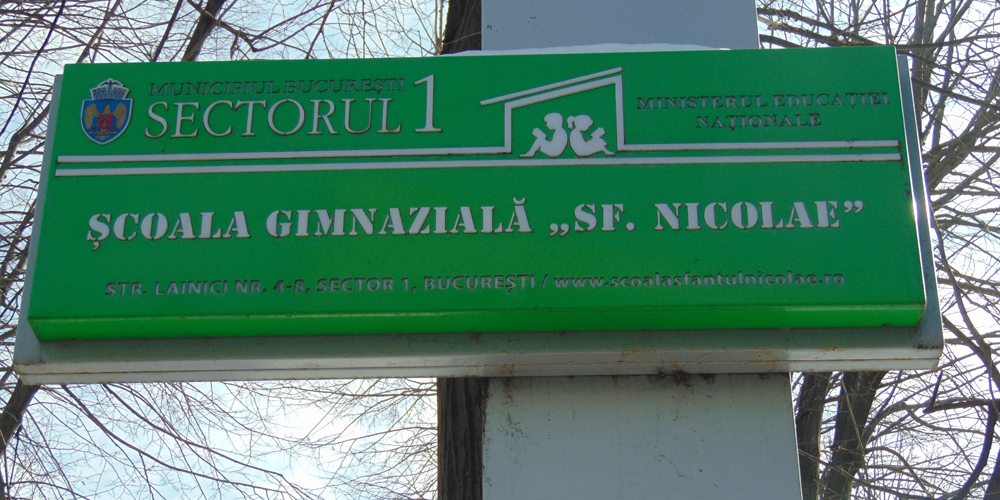 MUNICIPIUL BUCUREȘTI
SECTORUL 1
MINISTERUL EDUCAȚIEI
NAȚIONALE
ȘCOALA GIMNAZIALĂ „SF. NICOLAE”
STR. LAINICI NR. 4-8, SECTOR 1, BUCUREȘTI / www.scoalasfantulnicolae.ro